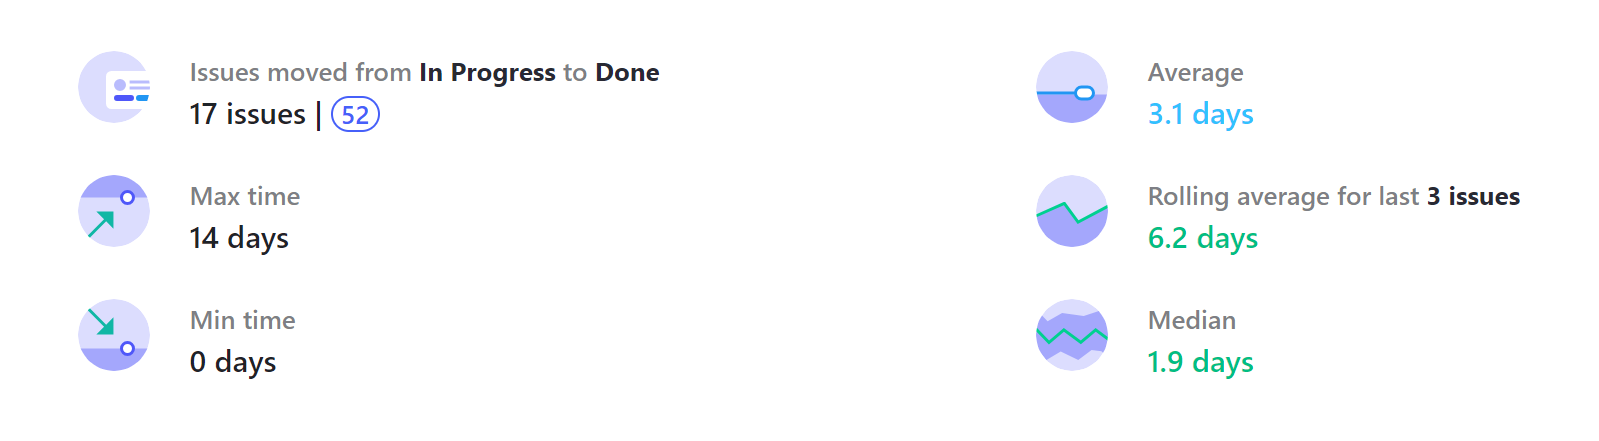 Issues moved from In Progress to Done
17 issues | 52
Max time
14 days
Min time
0 days
Average
3.1 days
Rolling average for last 3 issues
6.2 days
Median
1.9 days